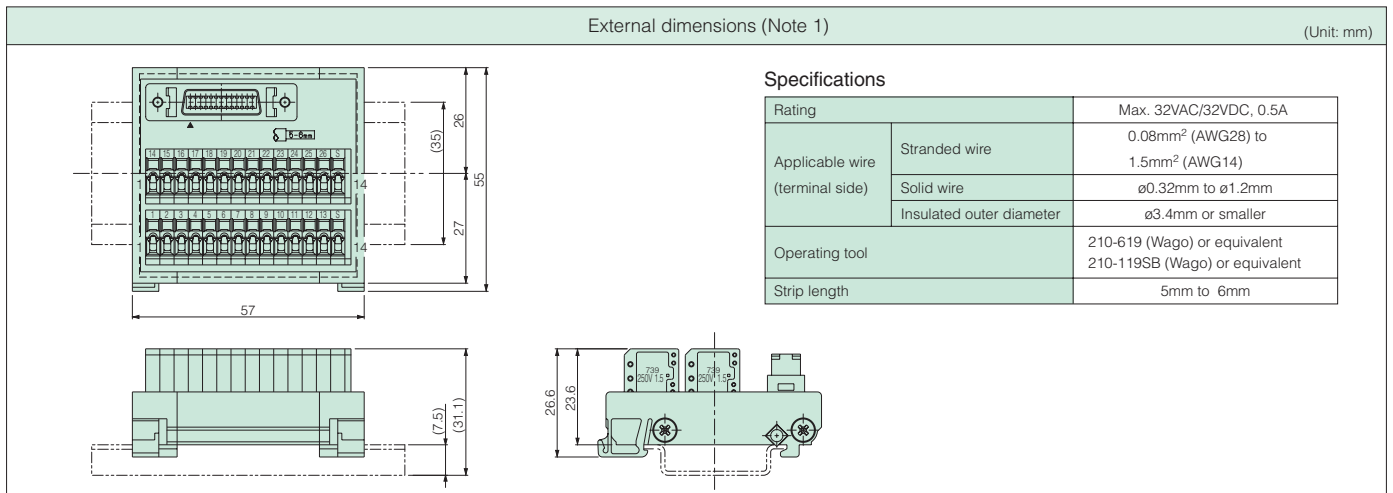 External dimensions (Note 1)
(Unit: mm)
5-6mm
14 15 16 17 18 19 20 21 22 23 24 25 26 S
1 14
1 2 3 4 5 6 7 8 9 10 11 12 13 S
1 14
(35)
26
27
55
57
Specifications
Rating Max. 32VAC/32VDC, 0.5A
Applicable wire
(terminal side)
Stranded wire
0.08mm² (AWG28) to
1.5mm² (AWG14)
Solid wire ø0.32mm to ø1.2mm
Insulated outer diameter ø3.4mm or smaller
Operating tool
210-619 (Wago) or equivalent
210-119SB (Wago) or equivalent
Strip length 5mm to 6mm
(7.5)
(31.1)
26.6
23.6
739 739
250V 1.5 250V 1.5